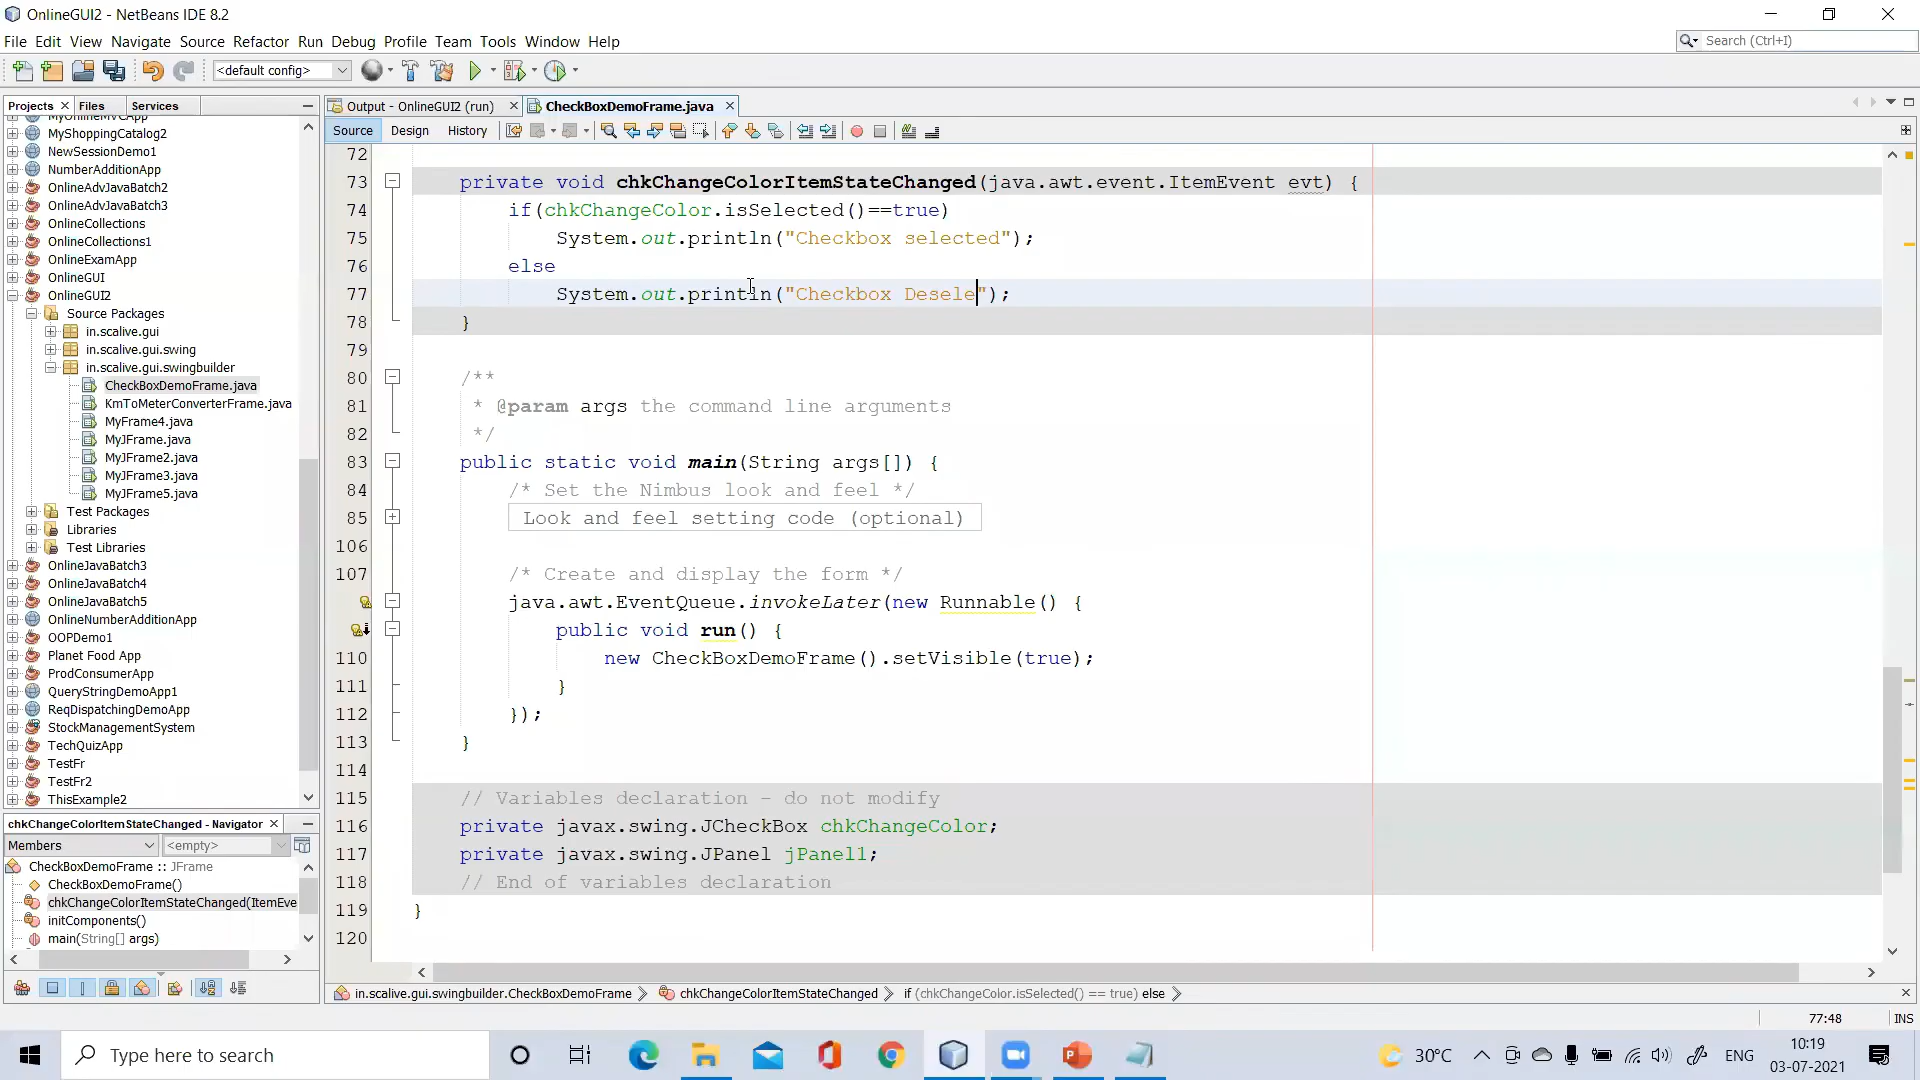 OnlineGUI2 - NetBeans IDE 8.2
File Edit View Navigate Source Refactor Run Debug Profile Team Tools Window Help
Search (Ctrl+I)
<default config>
Projects Files Services
Output - OnlineGUI2 (run) CheckBoxDemoFrame.java
Source Design History
MyOnlineMVCApp
MyShoppingCatalog2
NewSessionDemo1
NumberAdditionApp
OnlineAdvJavaBatch2
OnlineAdvJavaBatch3
OnlineCollections
OnlineCollections1
OnlineExamApp
OnlineGUI
OnlineGUI2
Source Packages
in.scalive.gui
in.scalive.gui.swing
in.scalive.gui.swingbuilder
CheckBoxDemoFrame.java
KmToMeterConverterFrame.java
MyFrame4.java
MyJFrame.java
MyJFrame2.java
MyJFrame3.java
MyJFrame5.java
Test Packages
Libraries
Test Libraries
OnlineJavaBatch3
OnlineJavaBatch4
OnlineJavaBatch5
OnlineNumberAdditionApp
OOPDemo1
Planet Food App
ProdConsumerApp
QueryStringDemoApp1
ReqDispatchingDemoApp
StockManagementSystem
TechQuizApp
TestFr
TestFr2
ThisExample2
chkChangeColorItemStateChanged - Navigator
Members <empty>
CheckBoxDemoFrame :: JFrame
CheckBoxDemoFrame()
chkChangeColorItemStateChanged(ItemEve
initComponents()
main(String[] args)
72
73 private void chkChangeColorItemStateChanged(java.awt.event.ItemEvent evt) {
74 if(chkChangeColor.isSelected()==true)
75 System.out.println("Checkbox selected");
76 else
77 System.out.println("Checkbox Desele");
78 }
79
80 /**
81 * @param args the command line arguments
82 */
83 public static void main(String args[]) {
84 /* Set the Nimbus look and feel */
85 Look and feel setting code (optional)
106
107 /* Create and display the form */
java.awt.EventQueue.invokeLater(new Runnable() {
public void run() {
110 new CheckBoxDemoFrame().setVisible(true);
111 }
112 });
113 }
114
115 // Variables declaration - do not modify
116 private javax.swing.JCheckBox chkChangeColor;
117 private javax.swing.JPanel jPanel1;
118 // End of variables declaration
119 }
120
in.scalive.gui.swingbuilder.CheckBoxDemoFrame chkChangeColorItemStateChanged if (chkChangeColor.isSelected() == true) else
77:48 INS
Type here to search
30°C ENG
10:19
03-07-2021